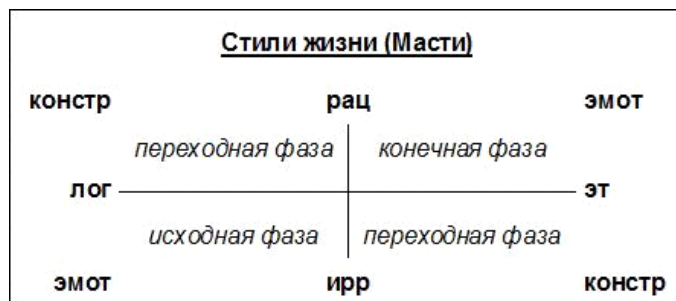 Стили жизни (Масти)
констр рац эмот
переходная фаза конечная фаза
лог эт
исходная фаза переходная фаза
эмот ирр констр